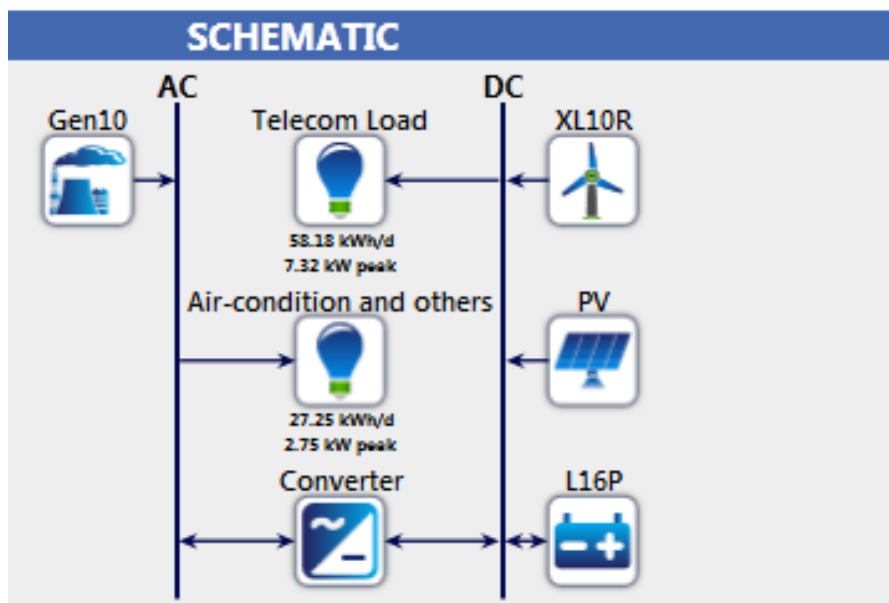 SCHEMATIC
AC
DC
Gen10
Telecom Load
XL10R
58.18 kWh/d
7.32 kW peak
Air-condition and others
PV
27.25 kWh/d
2.75 kW peak
Converter
L16P